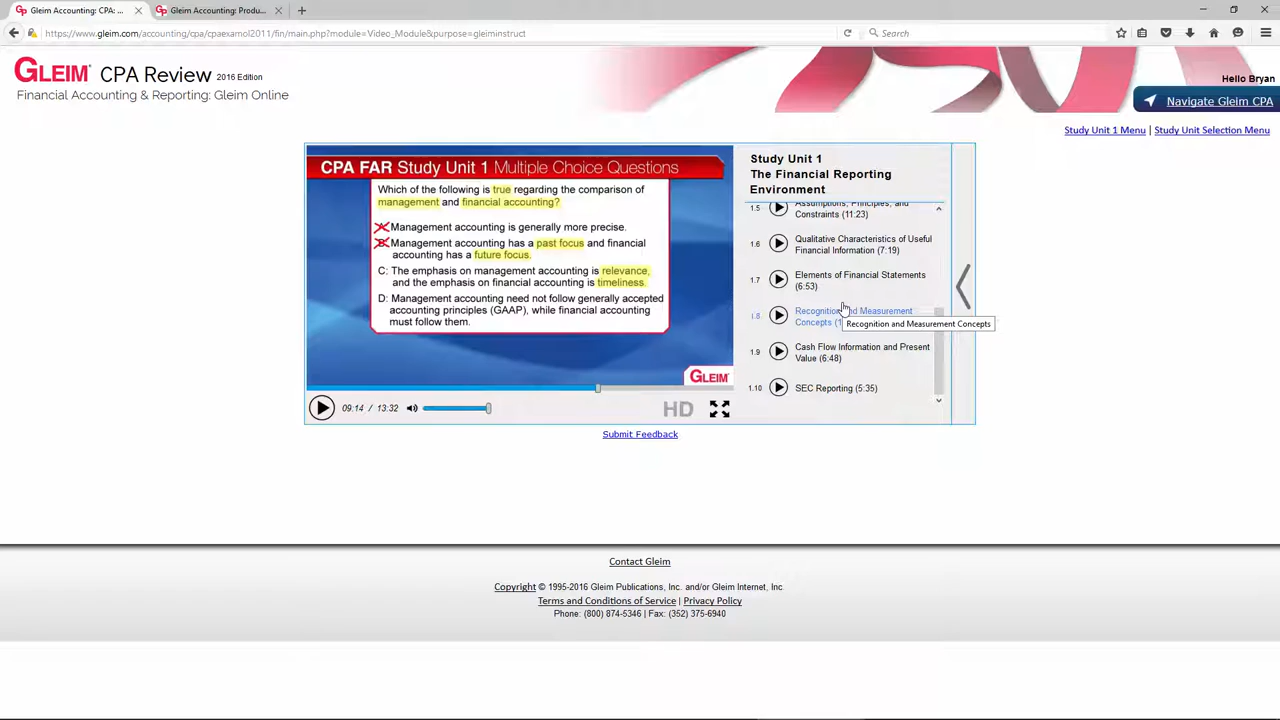 Gleim Accounting: CPA: ...
Gleim Accounting: Produ...
https://www.gleim.com/accounting/cpa/cpaexamol2011/fin/main.php?module=Video_Module&purpose=gleiminstruct
Search
GLEIM CPA Review 2016 Edition
Financial Accounting & Reporting: Gleim Online
Hello Bryan
Navigate Gleim CPA
Study Unit 1 Menu | Study Unit Selection Menu
CPA FAR Study Unit 1 Multiple Choice Questions
Which of the following is true regarding the comparison of
management and financial accounting?
Management accounting is generally more precise.
B: Management accounting has a past focus and financial
accounting has a future focus.
C: The emphasis on management accounting is relevance,
and the emphasis on financial accounting is timeliness.
D: Management accounting need not follow generally accepted
accounting principles (GAAP), while financial accounting
must follow them.
GLEIM
09:14 / 13:32
HD
Study Unit 1
The Financial Reporting
Environment
1.5 Assumptions, Principles, and
Constraints (11:23)
1.6 Qualitative Characteristics of Useful
Financial Information (7:19)
1.7 Elements of Financial Statements
(6:53)
1.8 Recognition and Measurement
Concepts
Recognition and Measurement Concepts
1.9 Cash Flow Information and Present
Value (6:48)
1.10 SEC Reporting (5:35)
Submit Feedback
Contact Gleim
Copyright © 1995-2016 Gleim Publications, Inc. and/or Gleim Internet, Inc.
Terms and Conditions of Service | Privacy Policy
Phone: (800) 874-5346 | Fax: (352) 375-6940